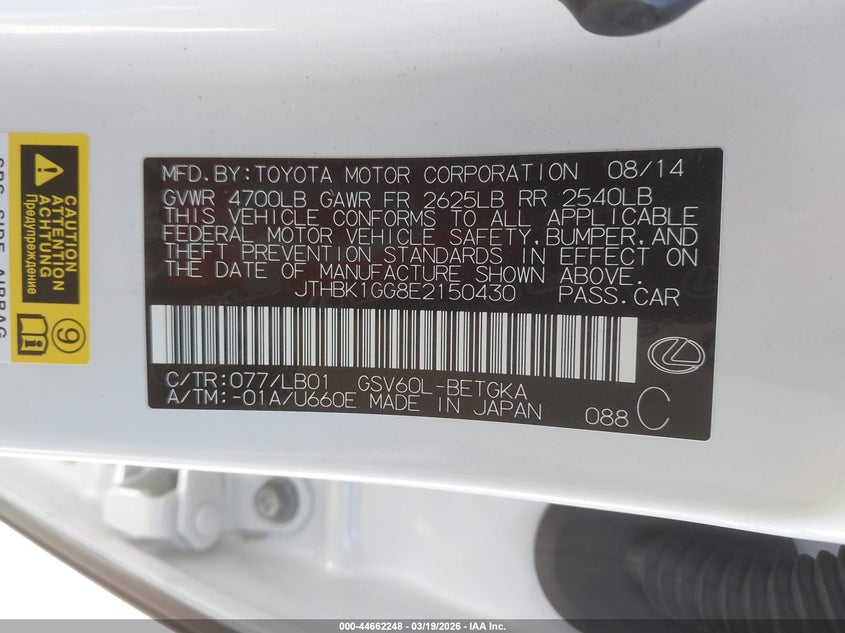 MFD.BY:TOYOTA MOTOR CORPORATION 08/14
GVWR 4700LB GAWR FR 2625LB RR 2540LB
THIS VEHICLE CONFORMS TO ALL APPLICABLE
FEDERAL MOTOR VEHICLE SAFETY,BUMPER,AND
THEFT PREVENTION STANDARDS IN EFFECT ON
THE DATE OF MANUFACTURE SHOWN ABOVE.
JTHBK1GG8E2150430 PASS.CAR
C/TR:077/LB01 GSV60L-BETGKA
A/TM:-01A/U660E MADE IN JAPAN
088 C
CAUTION
ATTENTION
ACHTUNG
Предупреждение
9
SRS SIDE AIRBAG
000-44662248 - 03/19/2026 - IAA Inc.